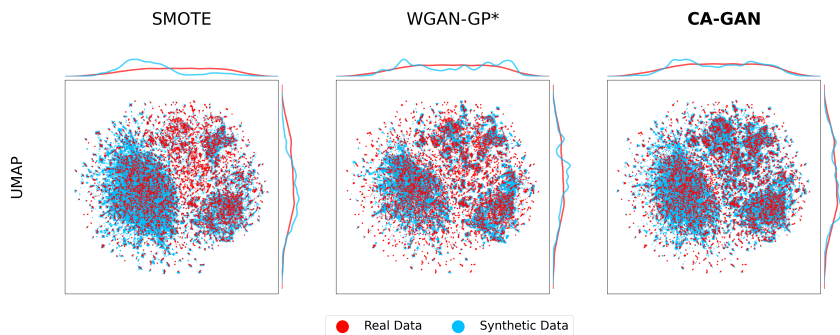 SMOTE
WGAN-GP*
CA-GAN
UMAP
Real Data
Synthetic Data